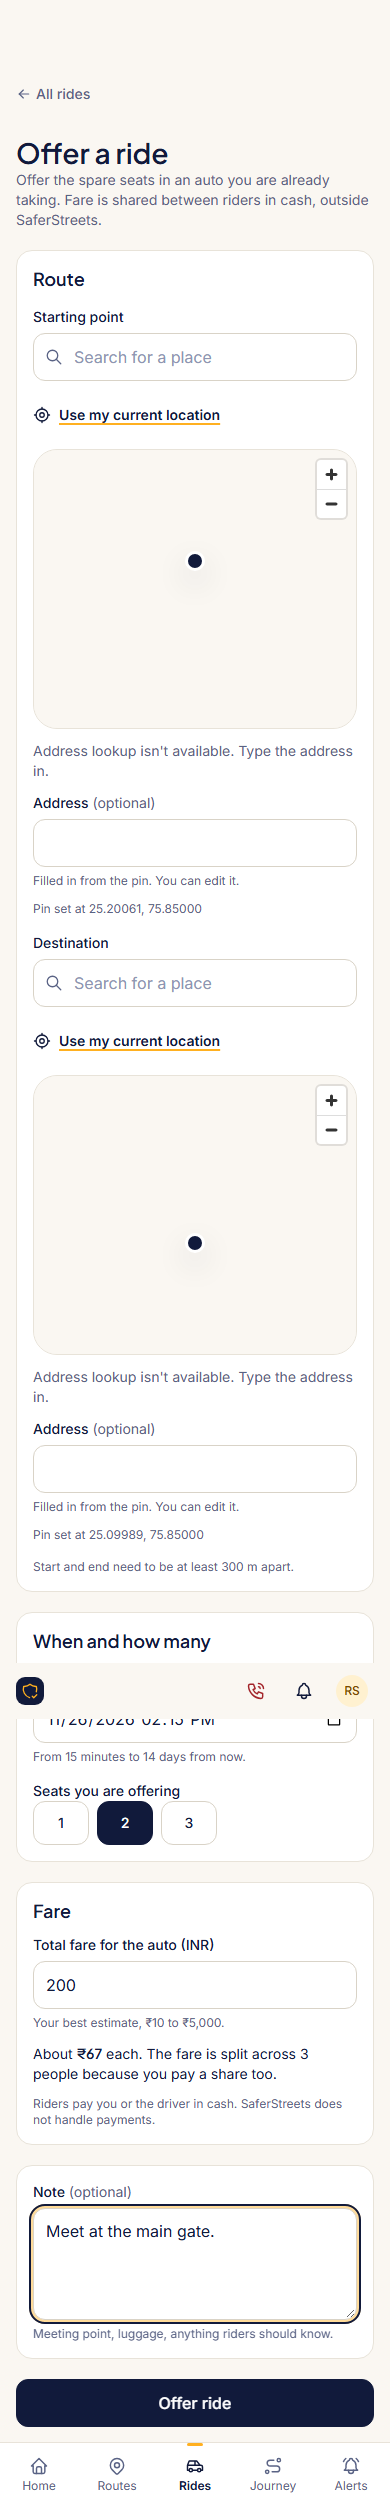 ← All rides
Offer a ride
Offer the spare seats in an auto you are already
taking. Fare is shared between riders in cash, outside
SaferStreets.
Route
Starting point
Search for a place
Use my current location
+
−
Address lookup isn't available. Type the address
in.
Address (optional)
Filled in from the pin. You can edit it.
Pin set at 25.20061, 75.85000
Destination
Search for a place
Use my current location
+
−
Address lookup isn't available. Type the address
in.
Address (optional)
Filled in from the pin. You can edit it.
Pin set at 25.09989, 75.85000
Start and end need to be at least 300 m apart.
When and how many
RS
11/26/2026 02:15 PM
From 15 minutes to 14 days from now.
Seats you are offering
1 2 3
Fare
Total fare for the auto (INR)
200
Your best estimate, ₹10 to ₹5,000.
About ₹67 each. The fare is split across 3
people because you pay a share too.
Riders pay you or the driver in cash. SaferStreets does
not handle payments.
Note (optional)
Meet at the main gate.
Meeting point, luggage, anything riders should know.
Offer ride
Home Routes Rides Journey Alerts